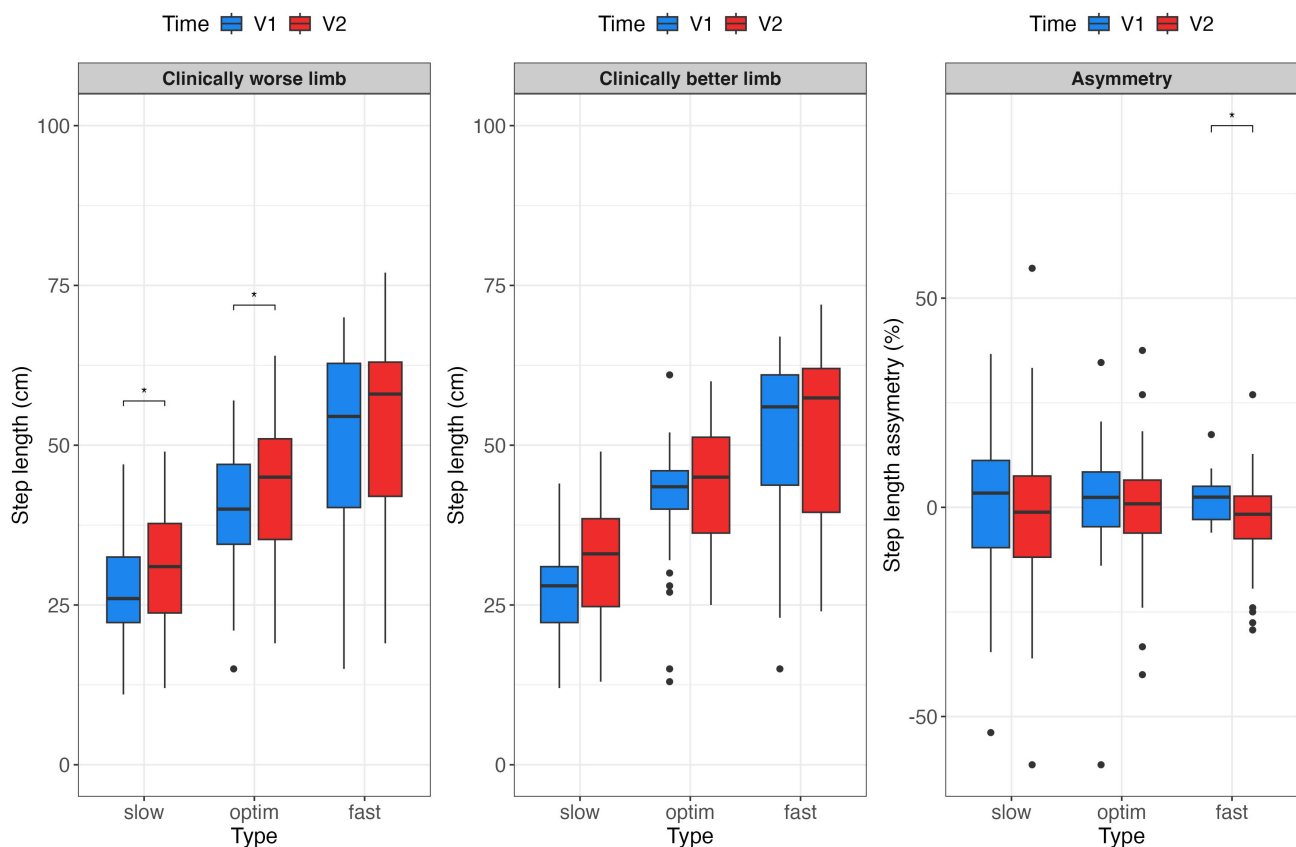 Time V1 V2
Clinically worse limb
100
75
50
25
0
Step length (cm)
*
*
slow optim fast
Type
Time V1 V2
Clinically better limb
100
75
50
25
0
Step length (cm)
slow optim fast
Type
Time V1 V2
Asymmetry
50
0
-50
Step length assymetry (%)
*
slow optim fast
Type